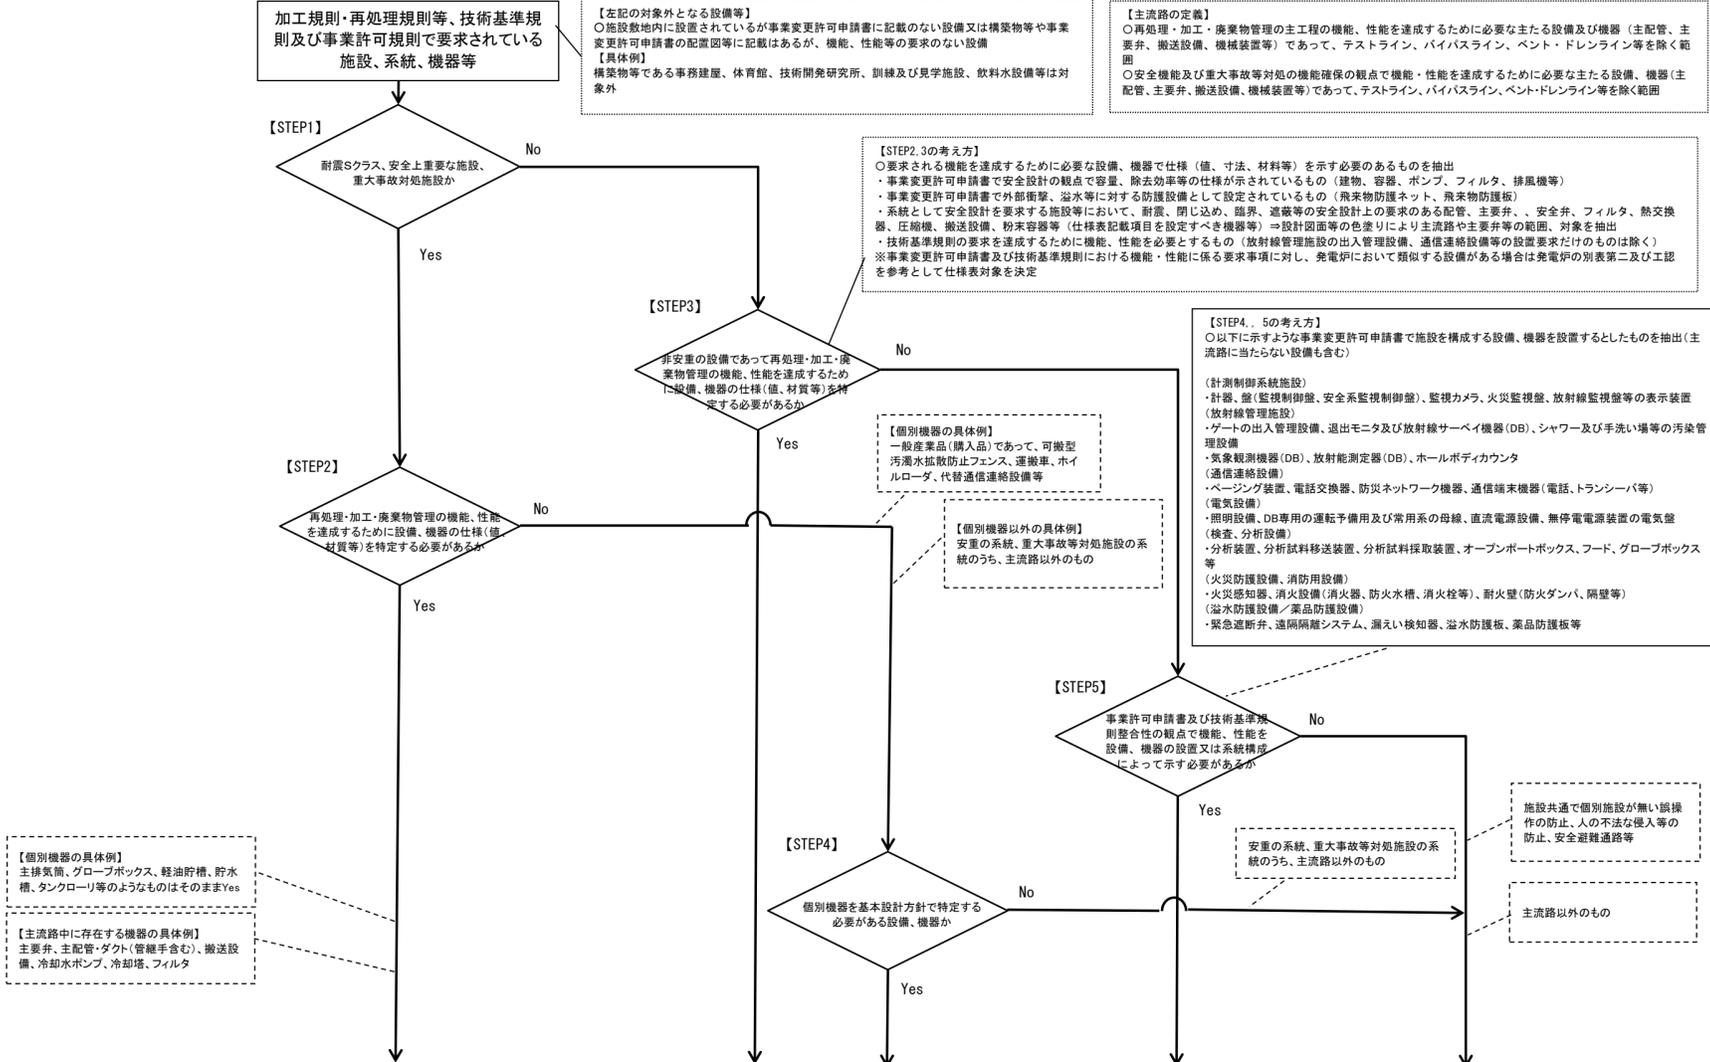 加工規則・再処理規則等、技術基準規
則及び事業許可規則で要求されている
施設、系統、機器等
【左記の対象外となる設備等】
○施設敷地内に設置されているが事業変更許可申請書に記載のない設備又は構築物等や事業
変更許可申請書の配置図等に記載はあるが、機能、性能等の要求のない設備
【具体例】
構築物等である事務建屋、体育館、技術開発研究所、訓練及び見学施設、飲料水設備等は対
象外
【主流路の定義】
○再処理・加工・廃棄物管理の主工程の機能、性能を達成するために必要な主たる設備及び機器（主配管、主
要弁、搬送設備、機械装置等）であって、テストライン、バイパスライン、ベント・ドレンライン等を除く範
囲
○安全機能及び重大事故等対処の機能確保の観点で機能・性能を達成するために必要な主たる設備、機器（主
配管、主要弁、搬送設備、機械装置等）であって、テストライン、バイパスライン、ベント・ドレンライン等を除く範囲
【STEP1】
耐震Sクラス、安全上重要な施設、
重大事故対処施設か
No
Yes
【STEP2,3の考え方】
○要求される機能を達成するために必要な設備、機器で仕様（値、寸法、材料等）を示す必要のあるものを抽出
・事業変更許可申請書で安全設計の観点で容量、除去効率等の仕様が示されているもの（建物、容器、ポンプ、フィルタ、排風機等）
・事業変更許可申請書で外部衝撃、溢水等に対する防護設備として設定されているもの（飛来物防護ネット、飛来物防護板）
・系統として安全設計を要求する施設等において、耐震、閉じ込め、臨界、遮蔽等の安全設計上の要求のある配管、主要弁、、安全弁、フィルタ、熱交換
器、圧縮機、搬送設備、粉末容器等（仕様表記載項目を設定すべき機器等）⇒設計図面等の色塗りにより主流路や主要弁等の範囲、対象を抽出
・技術基準規則の要求を達成するために機能、性能を必要とするもの（放射線管理施設の出入管理設備、通信連絡設備等の設置要求だけのものは除く）
※事業変更許可申請書及び技術基準規則における機能・性能に係る要求事項に対し、発電炉において類似する設備がある場合は発電炉の別表第二及び工認
を参考として仕様表対象を決定
【STEP3】
非安重の設備であって再処理・加工・廃
棄物管理の機能、性能を達成するため
に設備、機器の仕様（値、材質等）を特
定する必要があるか
No
Yes
【STEP4、５の考え方】
○以下に示すような事業変更許可申請書で施設を構成する設備、機器を設置するとしたものを抽出（主
流路に当たらない設備も含む）
（計測制御系統施設）
・計器、盤（監視制御盤、安全系監視制御盤）、監視カメラ、火災監視盤、放射線監視盤等の表示装置
（放射線管理施設）
・ゲートの出入管理設備、退出モニタ及び放射線サーベイ機器（DB）、シャワー及び手洗い場等の汚染管
理設備
・気象観測機器（DB）、放射能測定器（DB）、ホールボディカウンタ
（通信連絡設備）
・ページング装置、電話交換器、防災ネットワーク機器、通信端末機器（電話、トランシーバ等）
（電気設備）
・照明設備、DB専用の運転予備用及び常用系の母線、直流電源設備、無停電電源装置の電気盤
（検査、分析設備）
・分析装置、分析試料移送装置、分析試料採取装置、オープンポートボックス、フード、グローブボックス
等
（火災防護設備、消防用設備）
・火災感知器、消火設備（消火器、防火水槽、消火栓等）、耐火壁（防火ダンパ、隔壁等）
（溢水防護設備／薬品防護設備）
・緊急遮断弁、遠隔隔離システム、漏えい検知器、溢水防護板、薬品防護板等
【個別機器の具体例】
一般産業品（購入品）であって、可搬型
汚濁水拡散防止フェンス、運搬車、ホイ
ルローダ、代替通信連絡設備等
【STEP2】
再処理・加工・廃棄物管理の機能、性能
を達成するために設備、機器の仕様（値、
材質等）を特定する必要があるか
No
Yes
【個別機器以外の具体例】
安重の系統、重大事故等対処施設の系
統のうち、主流路以外のもの
【STEP5】
事業許可申請書及び技術基準規
則整合性の観点で機能、性能を
設備、機器の設置又は系統構成
によって示す必要があるか
No
Yes
施設共通で個別施設が無い誤操
作の防止、人の不法な侵入等の
防止、安全避難通路等
安重の系統、重大事故等対処施設の系
統のうち、主流路以外のもの
【個別機器の具体例】
主排気筒、グローブボックス、軽油貯槽、貯水
槽、タンクローリ等のようなものはそのままYes
【STEP4】
個別機器を基本設計方針で特定する
必要がある設備、機器か
No
Yes
主流路以外のもの
【主流路中に存在する機器の具体例】
主要弁、主配管・ダクト（管継手含む）、搬送設
備、冷却水ポンプ、冷却塔、フィルタ